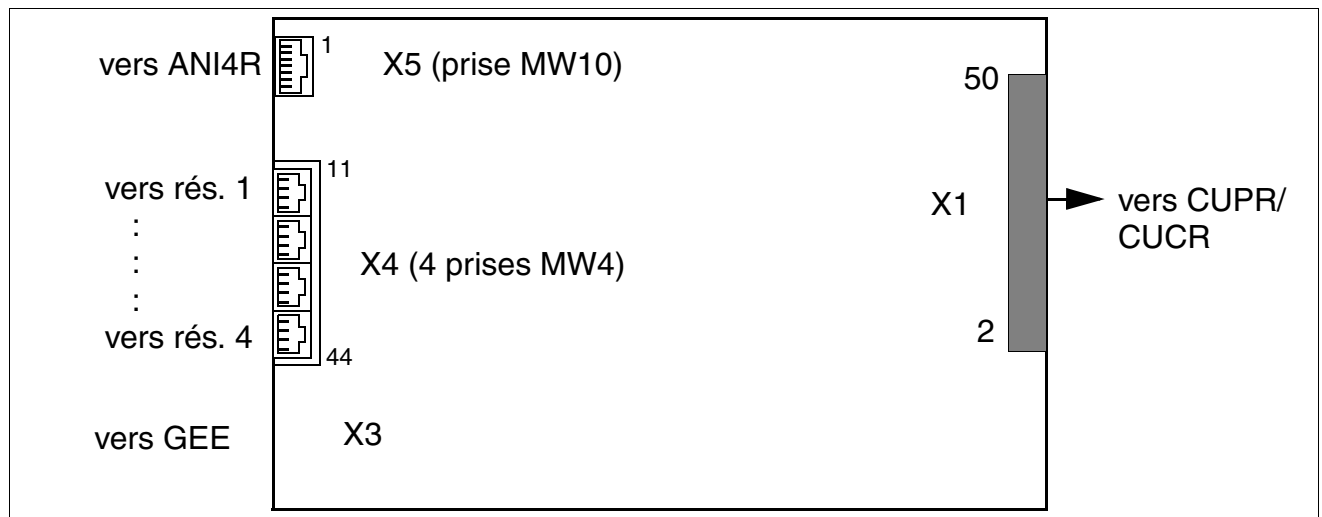 vers ANI4R
1
X5 (prise MW10)
50
vers rés. 1
11
:
:
:
X4 (4 prises MW4)
X1
vers CUPR/
CUCR
vers rés. 4
44
2
vers GEE
X3